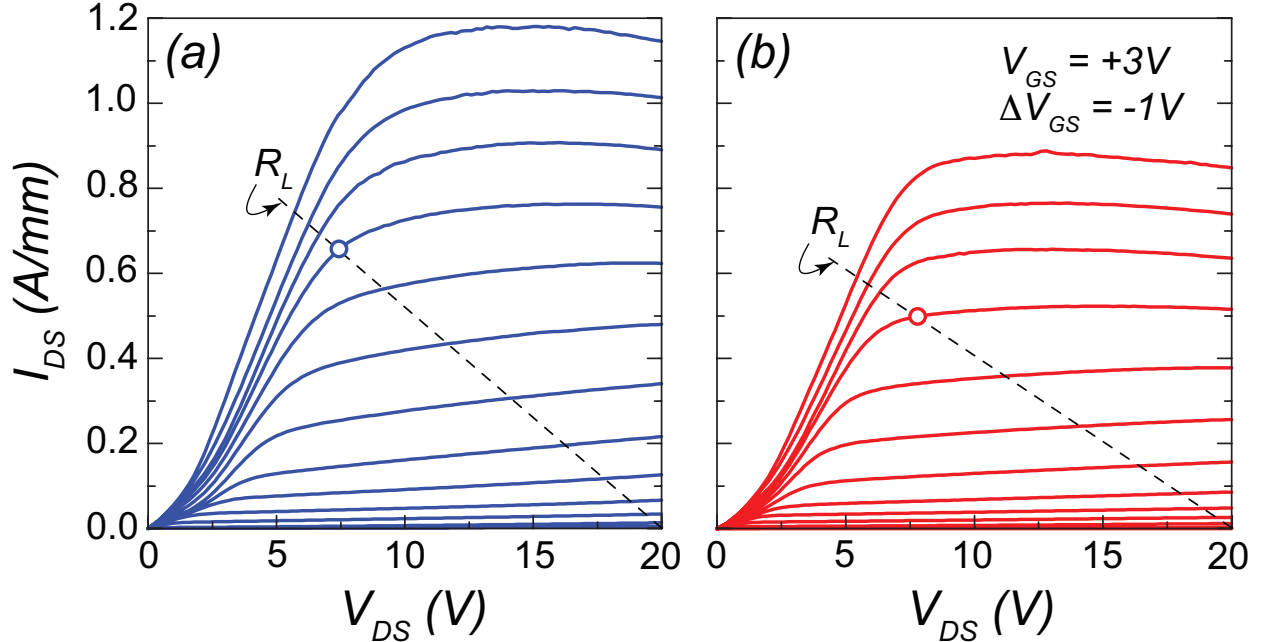 (a)
(b)
V_GS = +3V
ΔV_GS = -1V
R_L
R_L
I_DS (A/mm)
1.2
1.0
0.8
0.6
0.4
0.2
0.0
0 5 10 15 20
0 5 10 15 20
V_DS (V)
V_DS (V)